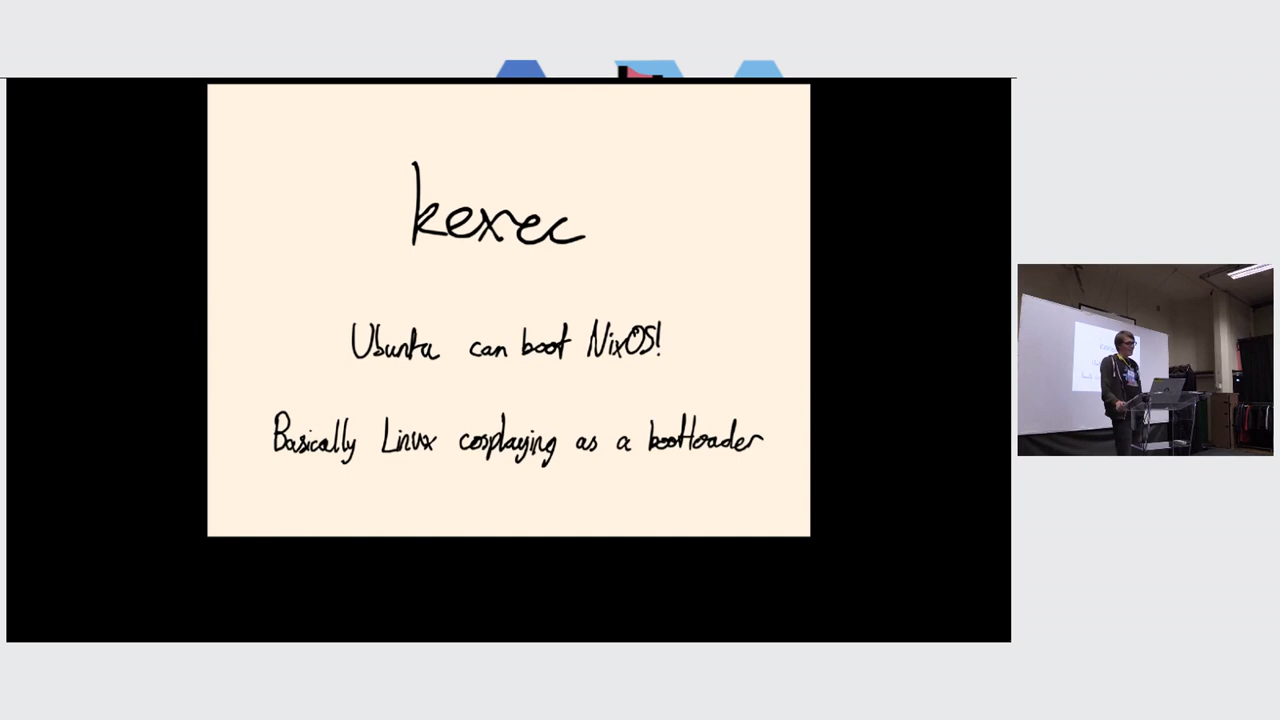 kexec
Ubuntu can boot NixOS!
Basically Linux cosplaying as a bootloader